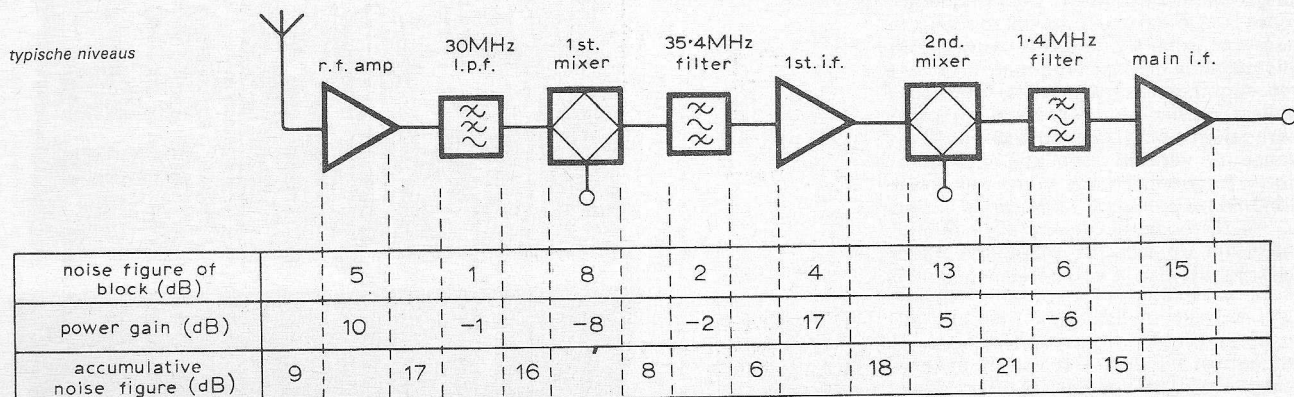 typische niveaus
r.f. amp
30MHz
l.p.f.
1st.
mixer
35·4MHz
filter
1st.i.f.
2nd.
mixer
1·4MHz
filter
main i.f.
noise figure of
block (dB)
5 1 8 2 4 13 6 15
power gain (dB)
10 -1 -8 -2 17 5 -6
accumulative
noise figure (dB)
9 17 16 8 6 18 21 15